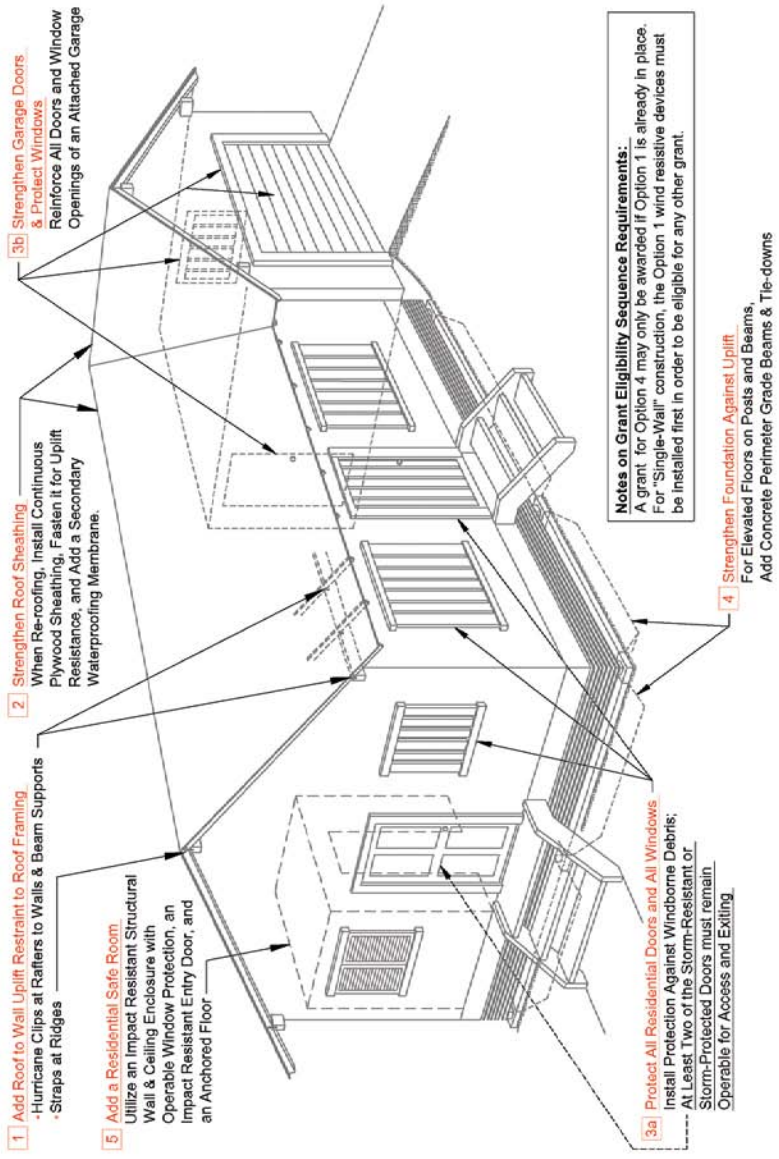 1 Add Roof to Wall Uplift Restraint to Roof Framing
• Hurricane Clips at Rafters to Walls & Beam Supports
• Straps at Ridges
2 Strengthen Roof Sheathing
When Re-roofing, Install Continuous
Plywood Sheathing, Fasten it for Uplift
Resistance, and Add a Secondary
Waterproofing Membrane.
3b Strengthen Garage Doors
& Protect Windows
Reinforce All Doors and Window
Openings of an Attached Garage
5 Add a Residential Safe Room
Utilize an Impact Resistant Structural
Wall & Ceiling Enclosure with
Operable Window Protection, an
Impact Resistant Entry Door, and
an Anchored Floor
3a Protect All Residential Doors and All Windows
Install Protection Against Windborne Debris;
At Least Two of the Storm-Resistant or
Storm-Protected Doors must remain
Operable for Access and Exiting
4 Strengthen Foundation Against Uplift
For Elevated Floors on Posts and Beams,
Add Concrete Perimeter Grade Beams & Tie-downs
Notes on Grant Eligibility Sequence Requirements:
A grant for Option 4 may only be awarded if Option 1 is already in place.
For "Single-Wall" construction, the Option 1 wind resistive devices must
be installed first in order to be eligible for any other grant.